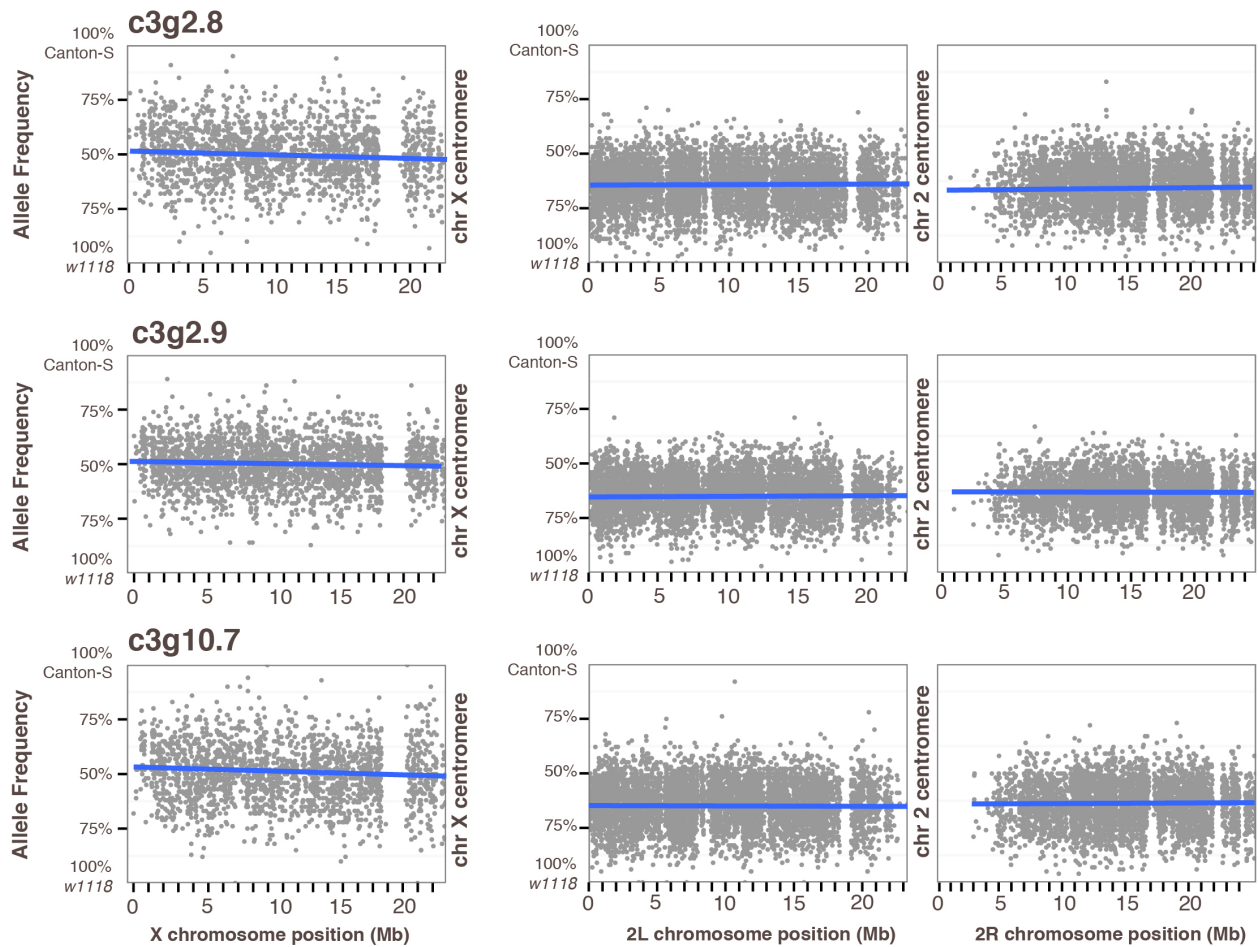 c3g2.8
100%
Canton-S
75%
50%
75%
100%
w1118
Allele Frequency
0 5 10 15 20
chr X centromere
100%
Canton-S
75%
50%
75%
100%
w1118
0 5 10 15 20
chr 2 centromere
0 5 10 15 20
c3g2.9
100%
Canton-S
75%
50%
75%
100%
w1118
Allele Frequency
0 5 10 15 20
chr X centromere
100%
Canton-S
75%
50%
75%
100%
w1118
0 5 10 15 20
chr 2 centromere
0 5 10 15 20
c3g10.7
100%
Canton-S
75%
50%
75%
100%
w1118
Allele Frequency
0 5 10 15 20
X chromosome position (Mb)
chr X centromere
100%
Canton-S
75%
50%
75%
100%
w1118
0 5 10 15 20
2L chromosome position (Mb)
chr 2 centromere
0 5 10 15 20
2R chromosome position (Mb)